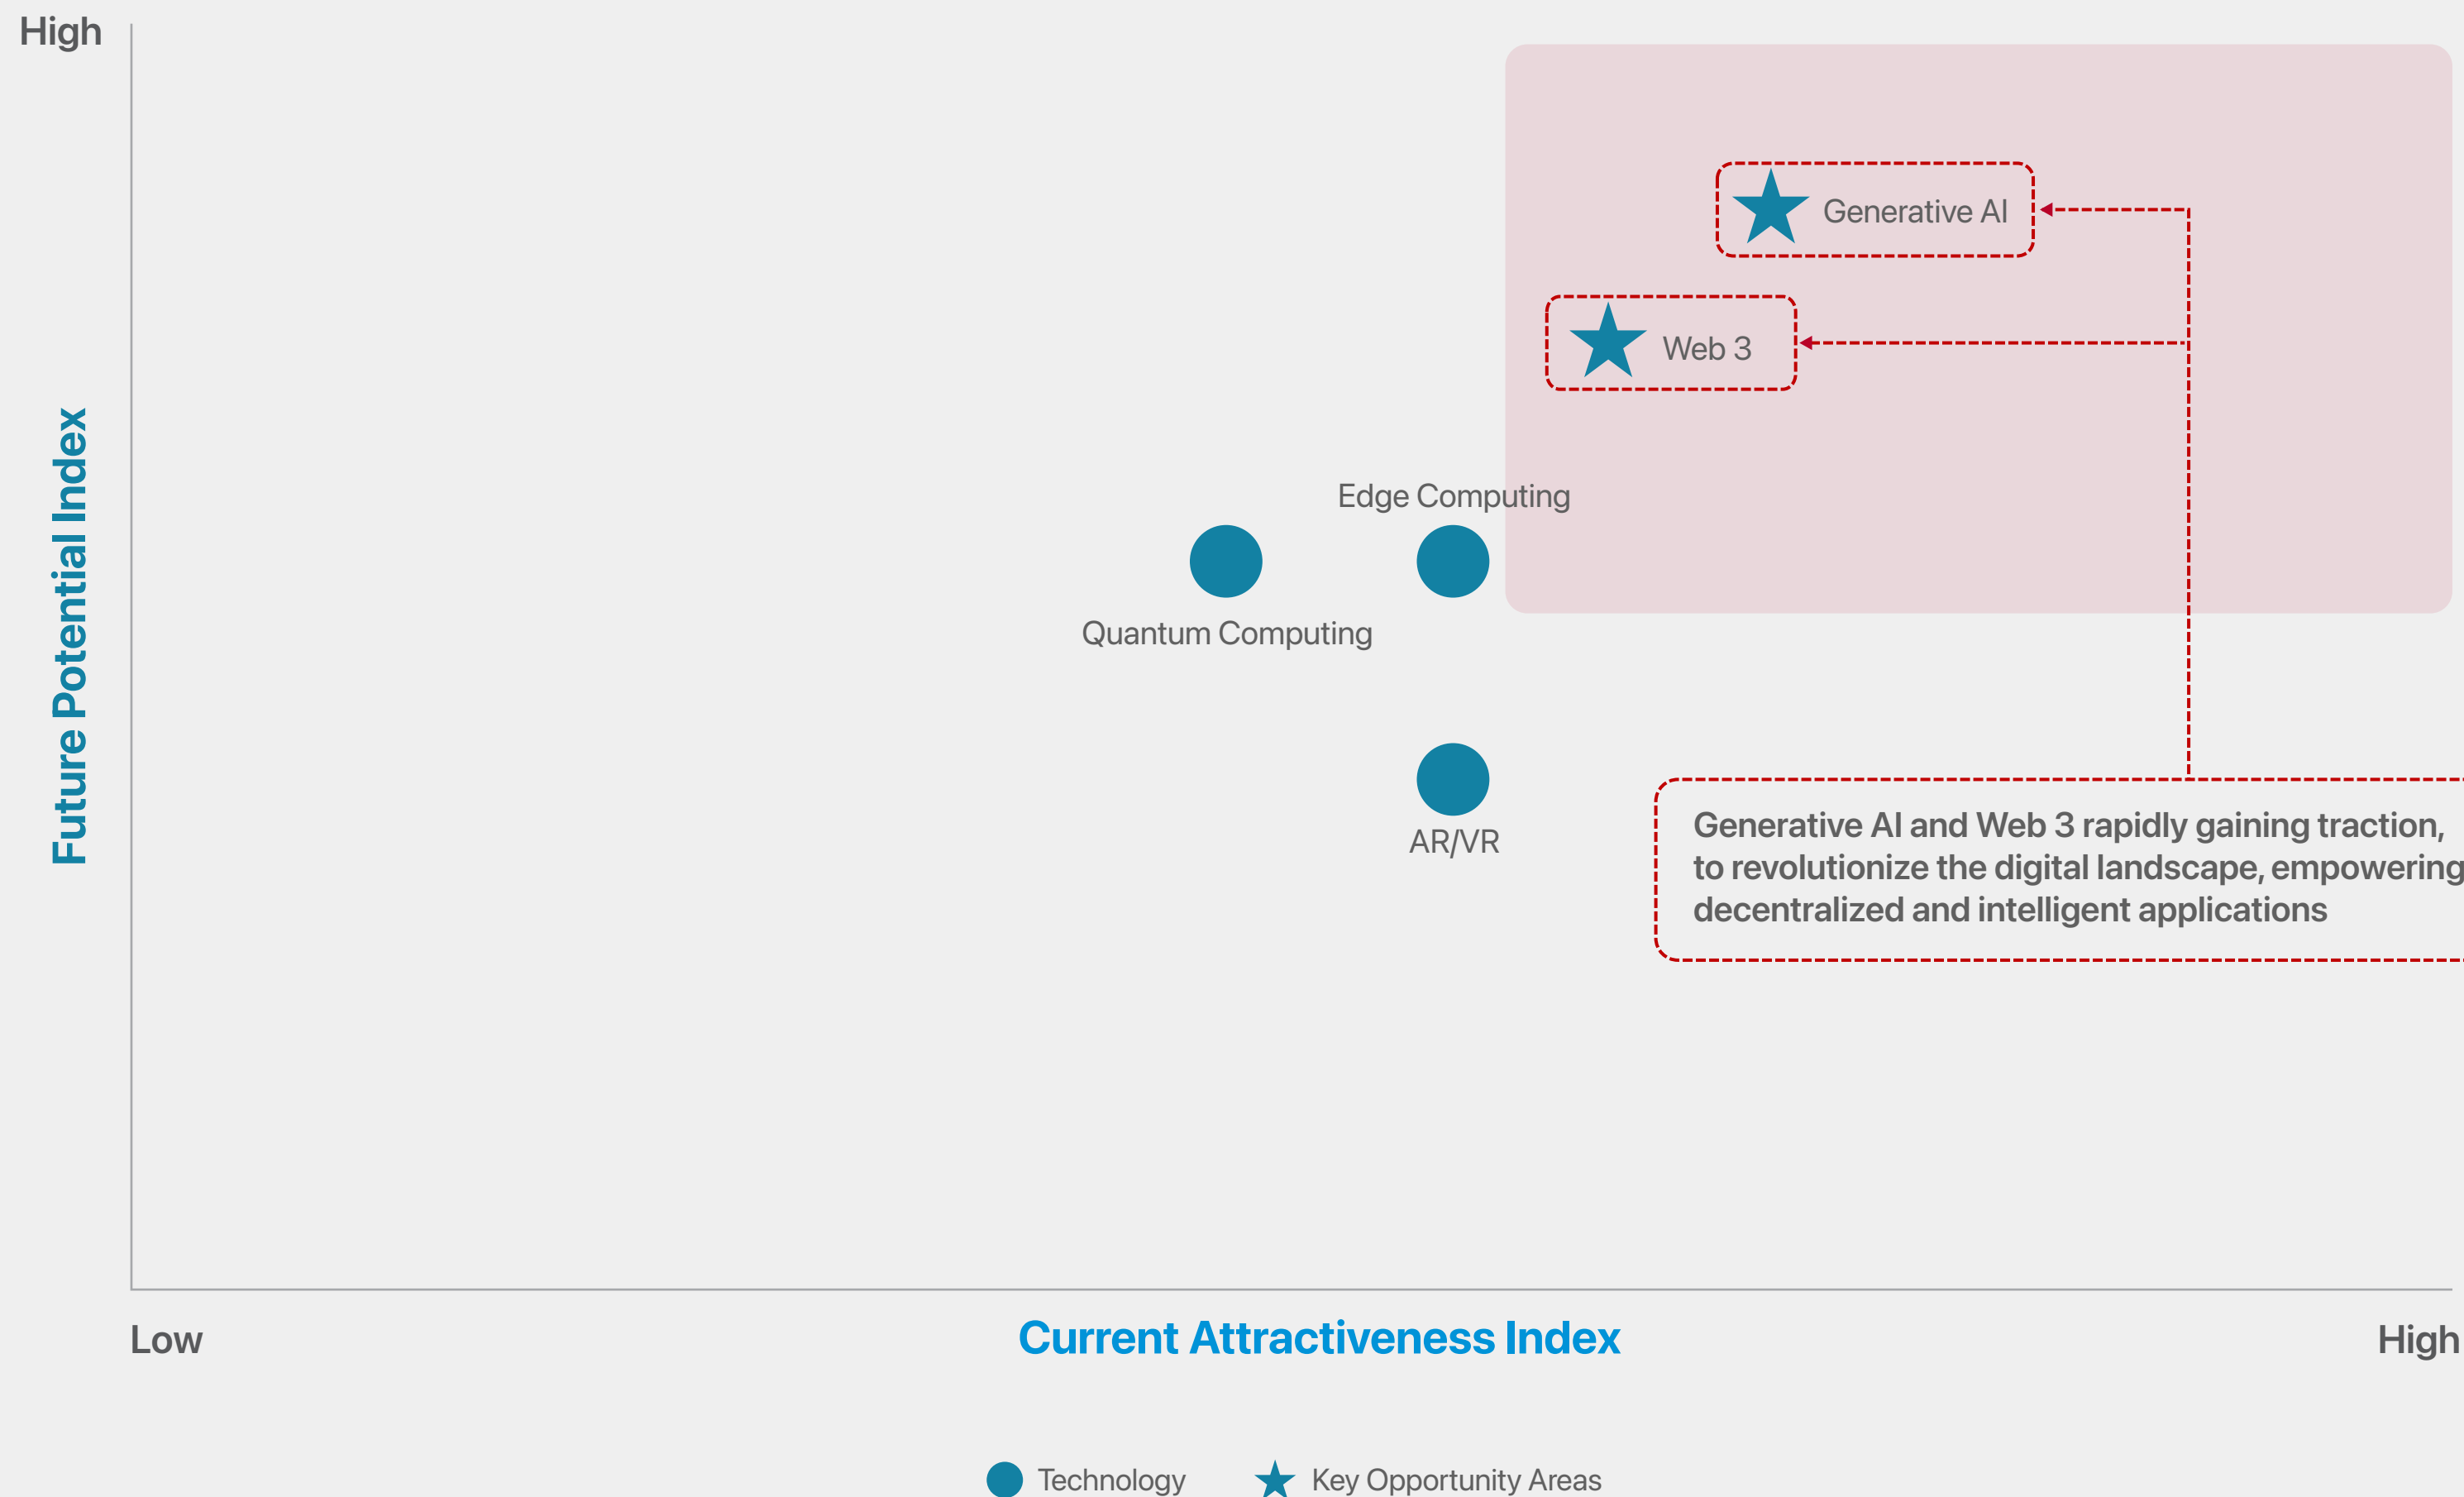 High
Future Potential Index
Generative AI
Web 3
Edge Computing
Quantum Computing
AR/VR
Generative AI and Web 3 rapidly gaining traction,
to revolutionize the digital landscape, empowering
decentralized and intelligent applications
Low
Current Attractiveness Index
High
Technology
Key Opportunity Areas